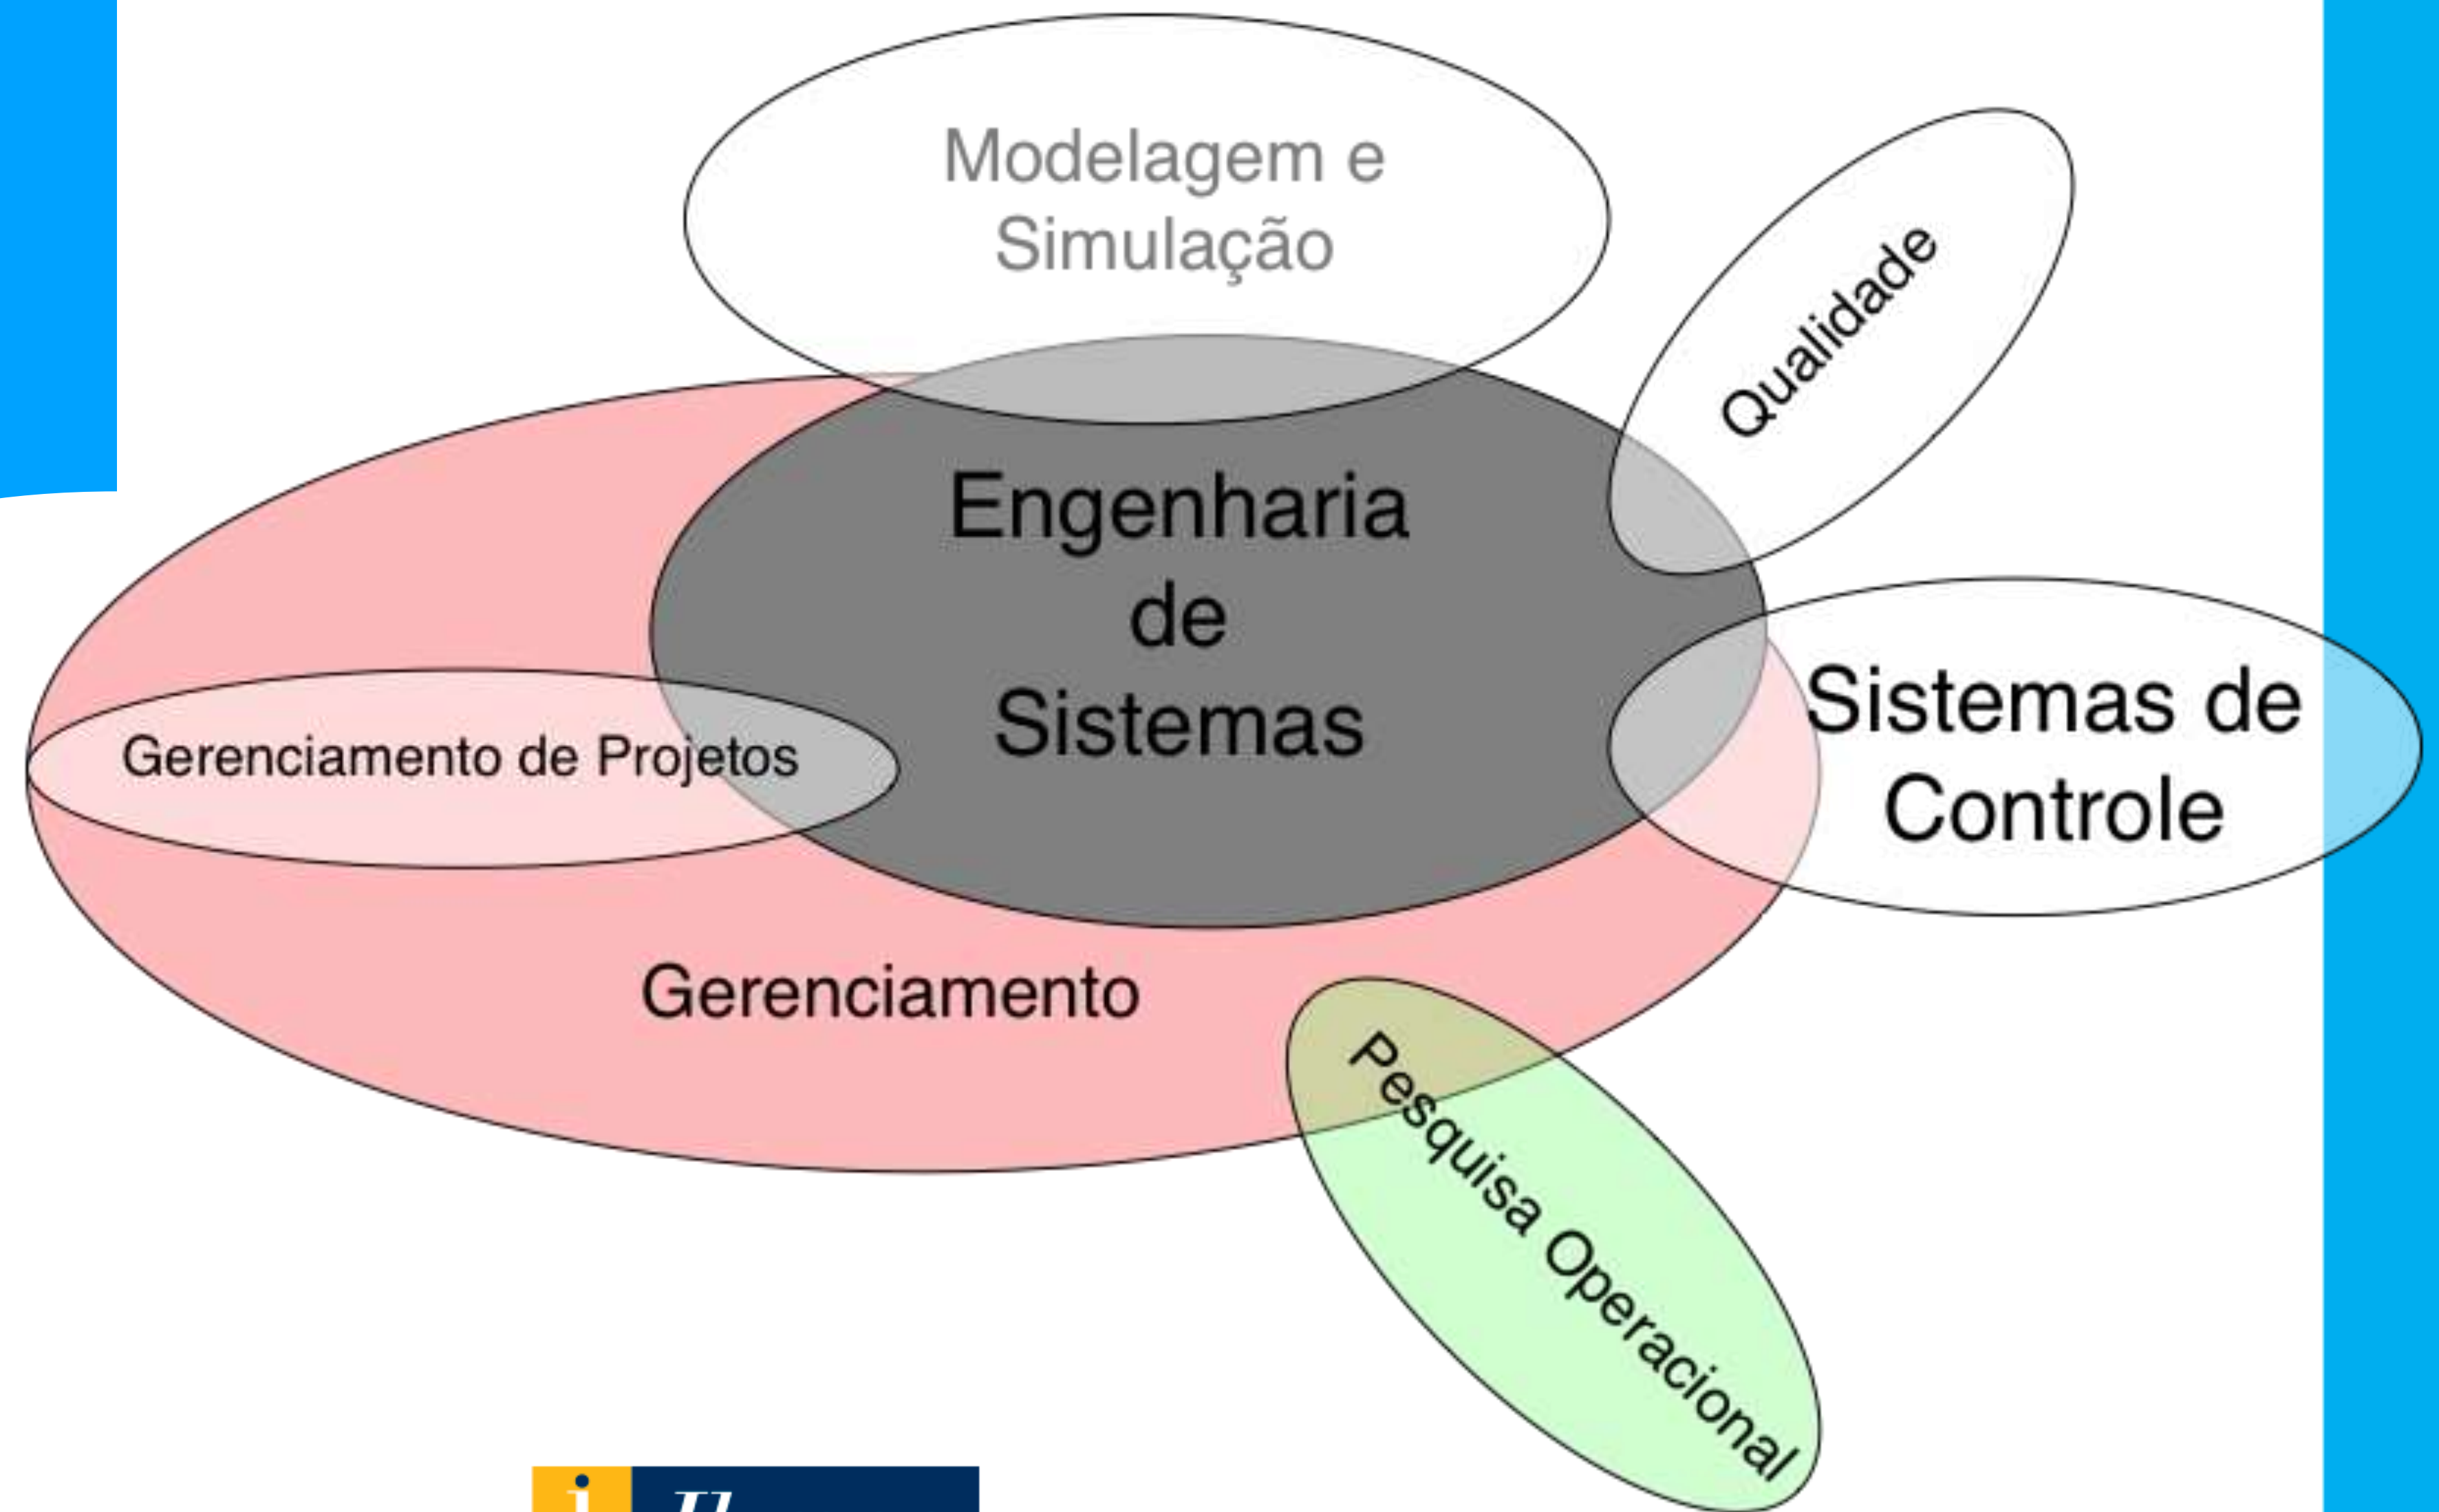 Modelagem e
Simulação
Qualidade
Engenharia
de
Sistemas
Sistemas de
Controle
Gerenciamento de Projetos
Gerenciamento
Pesquisa Operacional